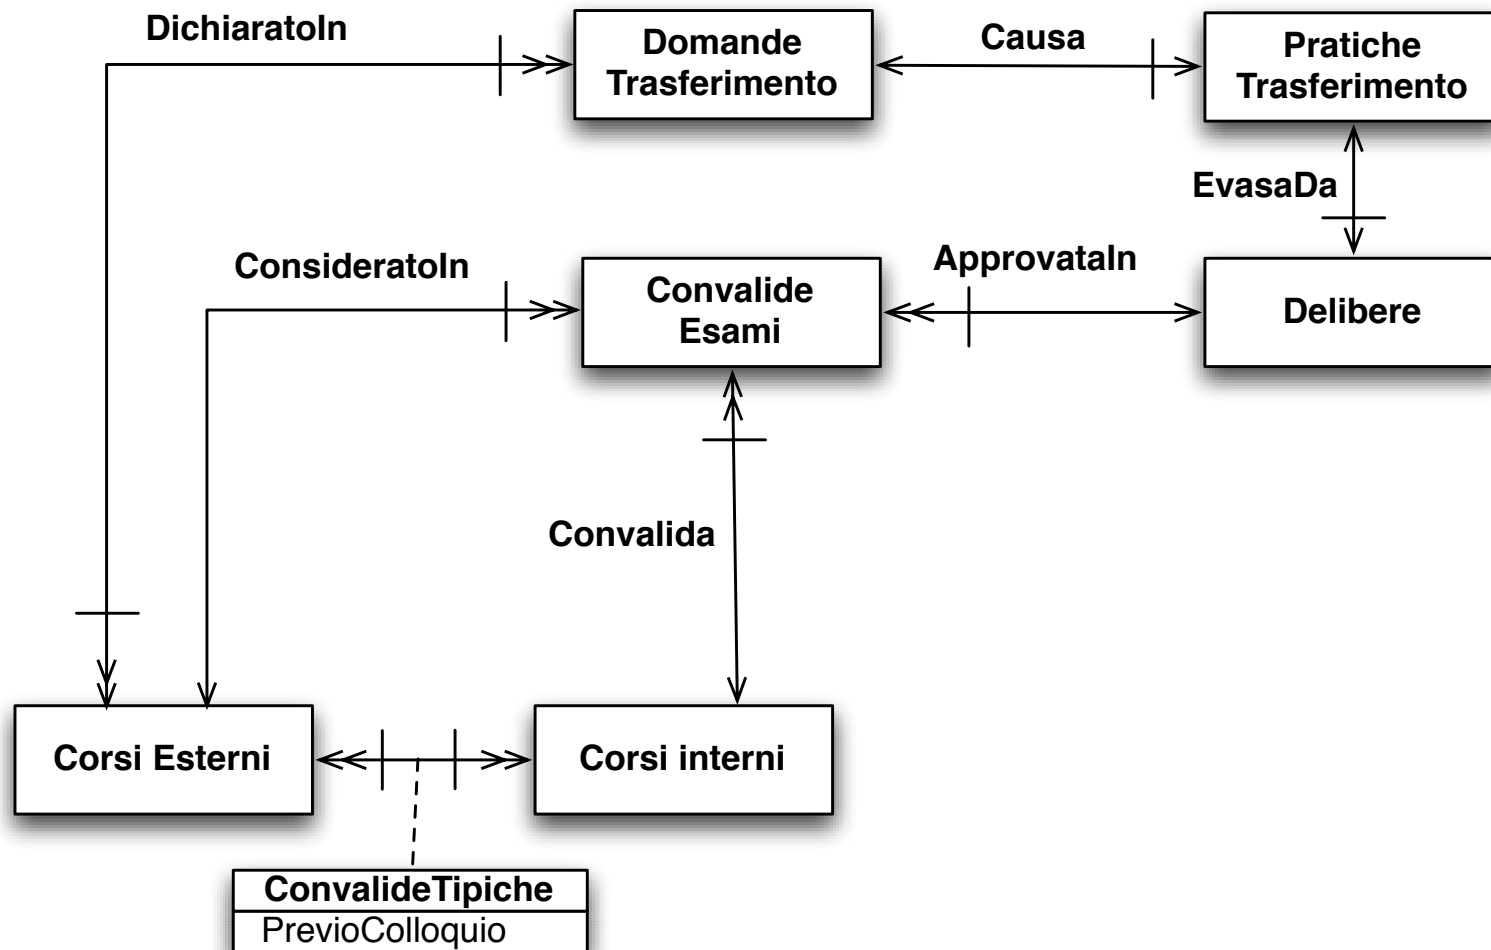 DichiaratoIn
Domande
Trasferimento
Causa
Pratiche
Trasferimento
EvasaDa
ConsideratoIn
Convalide
Esami
ApprovataIn
Delibere
Convalida
Corsi Esterni
Corsi interni
ConvalideTipiche
PrevioColloquio